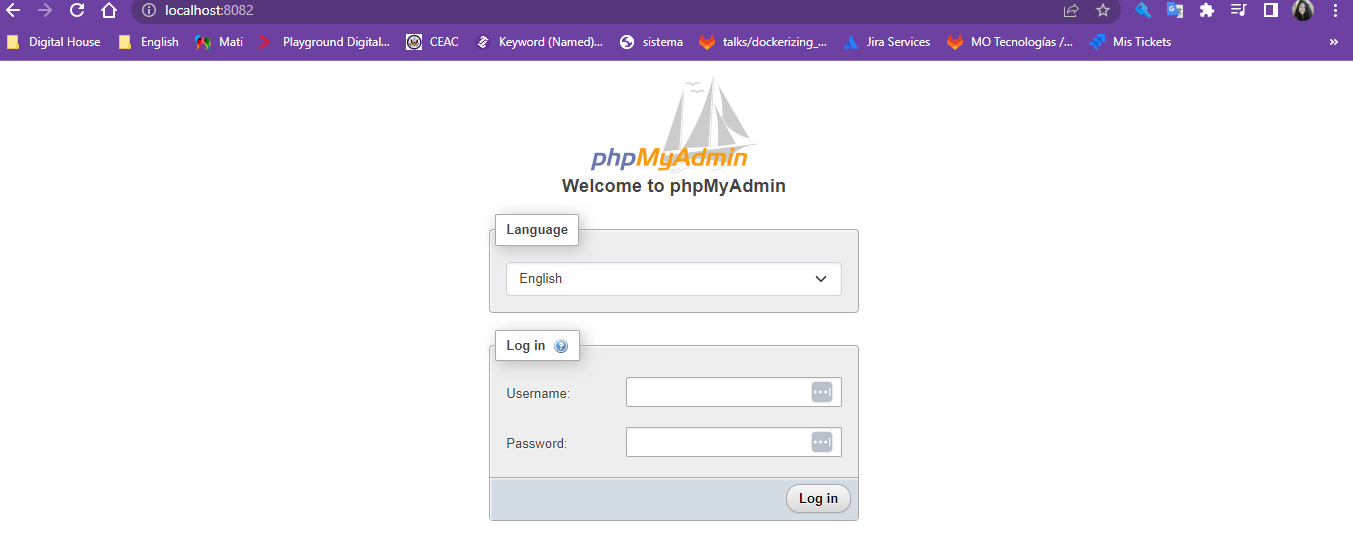 localhost:8082
Digital House English Mati Playground Digital... CEAC Keyword (Named)... sistema talks/dockerizing_... Jira Services MO Tecnologías /... Mis Tickets »
phpMyAdmin
Welcome to phpMyAdmin
Language
English
Log in ?
Username:
Password:
Log in